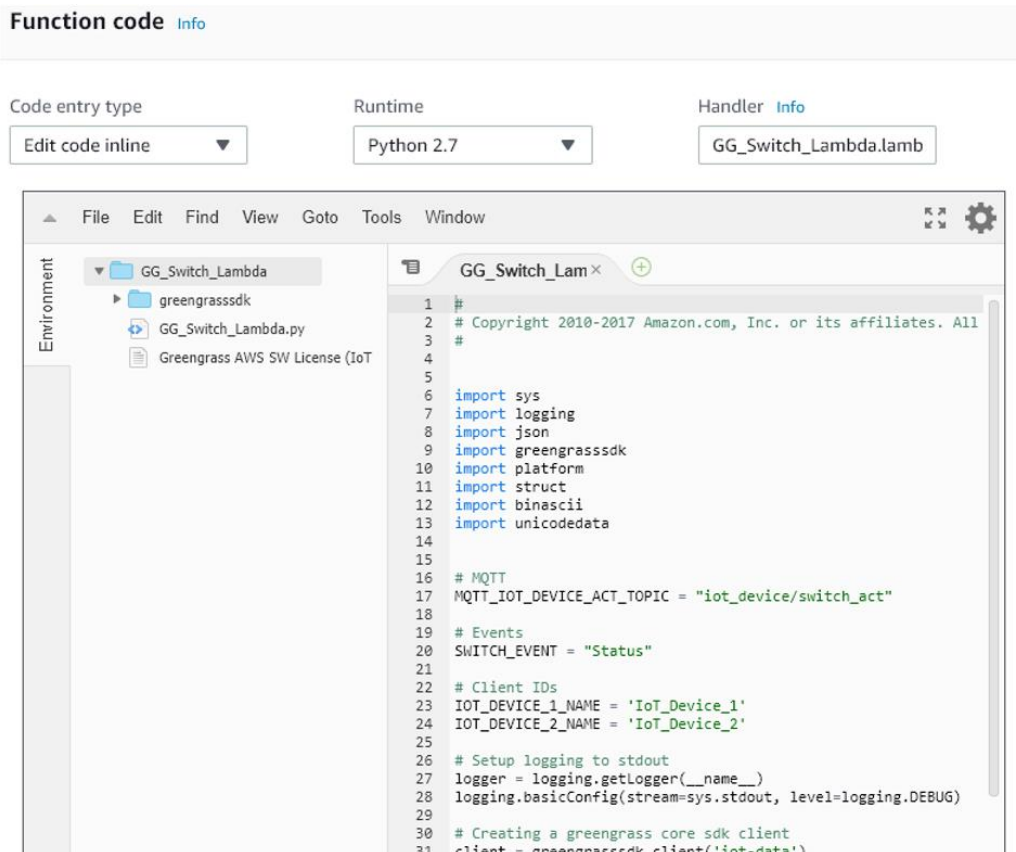 Function code Info
Code entry type Runtime Handler Info
Edit code inline Python 2.7 GG_Switch_Lambda.lamb
File Edit Find View Goto Tools Window
Environment
GG_Switch_Lambda
greengrasssdk
GG_Switch_Lambda.py
Greengrass AWS SW License (IoT
GG_Switch_Lam
1 #
2 # Copyright 2010-2017 Amazon.com, Inc. or its affiliates. All
3 #
4
5
6 import sys
7 import logging
8 import json
9 import greengrasssdk
10 import platform
11 import struct
12 import binascii
13 import unicodedata
14
15
16 # MQTT
17 MQTT_IOT_DEVICE_ACT_TOPIC = "iot_device/switch_act"
18
19 # Events
20 SWITCH_EVENT = "Status"
21
22 # Client IDs
23 IOT_DEVICE_1_NAME = 'IoT_Device_1'
24 IOT_DEVICE_2_NAME = 'IoT_Device_2'
25
26 # Setup logging to stdout
27 logger = logging.getLogger(__name__)
28 logging.basicConfig(stream=sys.stdout, level=logging.DEBUG)
29
30 # Creating a greengrass core sdk client
31 client = greengrasssdk.client('iot-data')